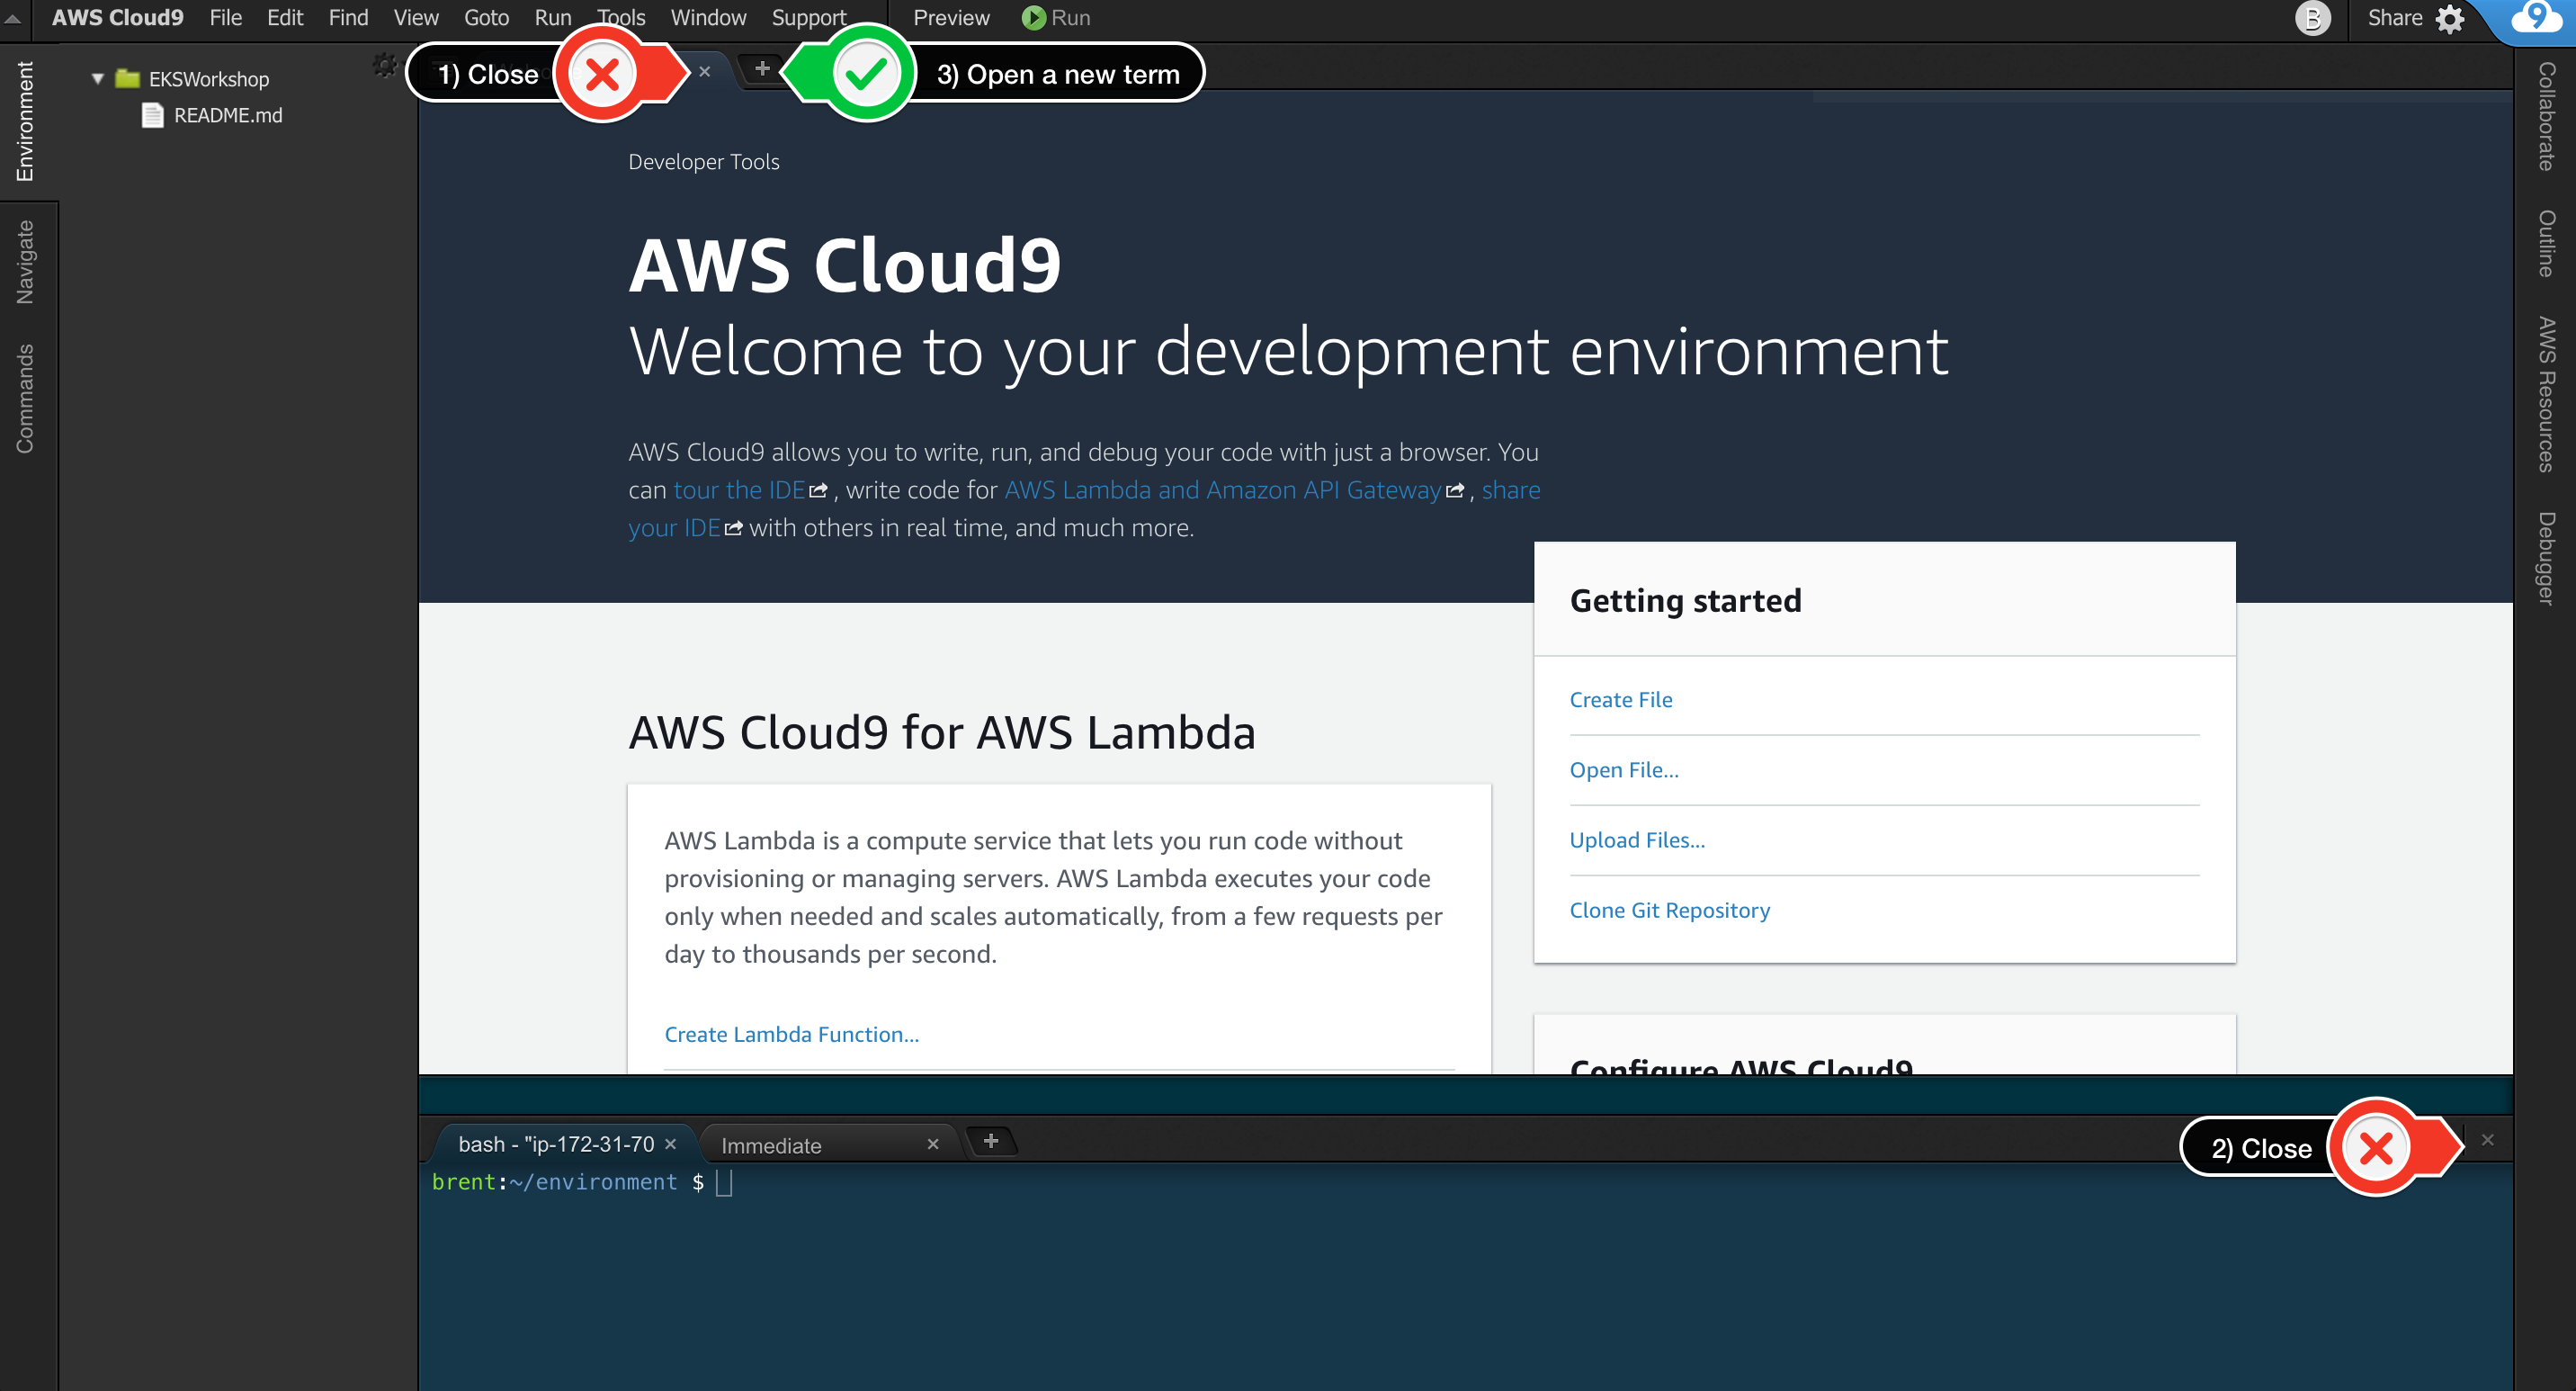 AWS Cloud9 File Edit Find View Goto Run Tools Window Support Preview Run B Share 9
Environment
Navigate
Commands
EKSWorkshop
README.md
1) Close
3) Open a new term
Developer Tools
AWS Cloud9
Welcome to your development environment
AWS Cloud9 allows you to write, run, and debug your code with just a browser. You
can tour the IDE , write code for AWS Lambda and Amazon API Gateway , share
your IDE with others in real time, and much more.
Getting started
Create File
Open File...
Upload Files...
Clone Git Repository
AWS Cloud9 for AWS Lambda
AWS Lambda is a compute service that lets you run code without
provisioning or managing servers. AWS Lambda executes your code
only when needed and scales automatically, from a few requests per
day to thousands per second.
Create Lambda Function...
Configure AWS Cloud9
bash - "ip-172-31-70 Immediate
2) Close
brent:~/environment $
Collaborate
Outline
AWS Resources
Debugger